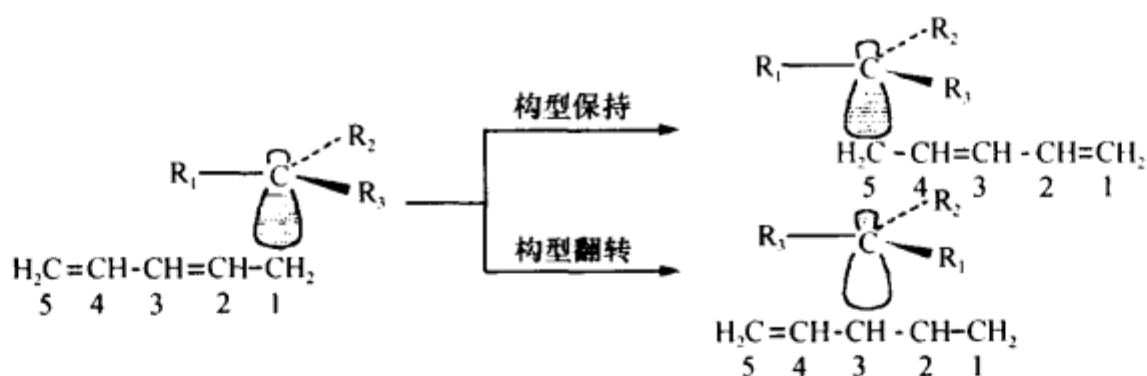 R₂
R₁ C
R₃
构型保持
H₂C-CH=CH-CH=CH₂
5 4 3 2 1
R₂
R₁ C
R₃
H₂C=CH-CH=CH-CH₂
5 4 3 2 1
构型翻转
R₂
R₃ C
R₁
H₂C=CH-CH-CH-CH₂
5 4 3 2 1